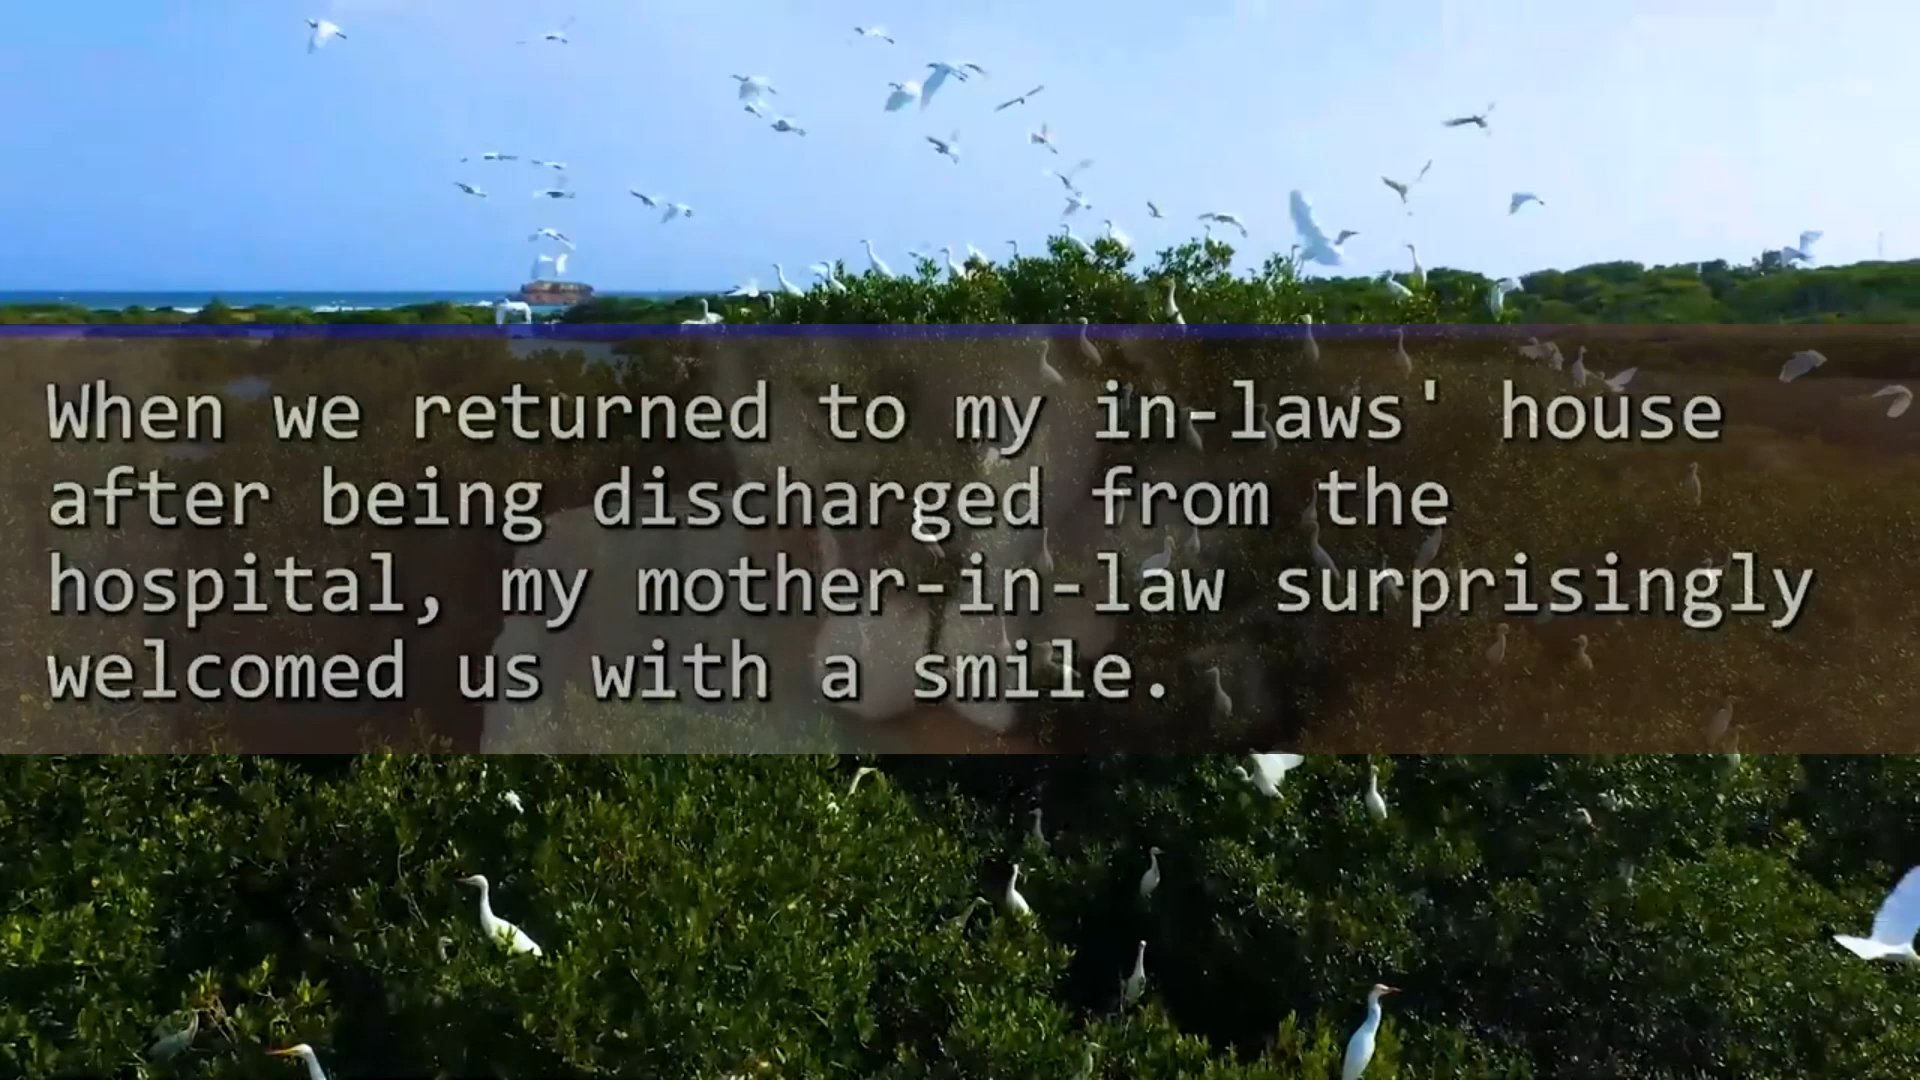 When we returned to my in-laws' house
after being discharged from the
hospital, my mother-in-law surprisingly
welcomed us with a smile.